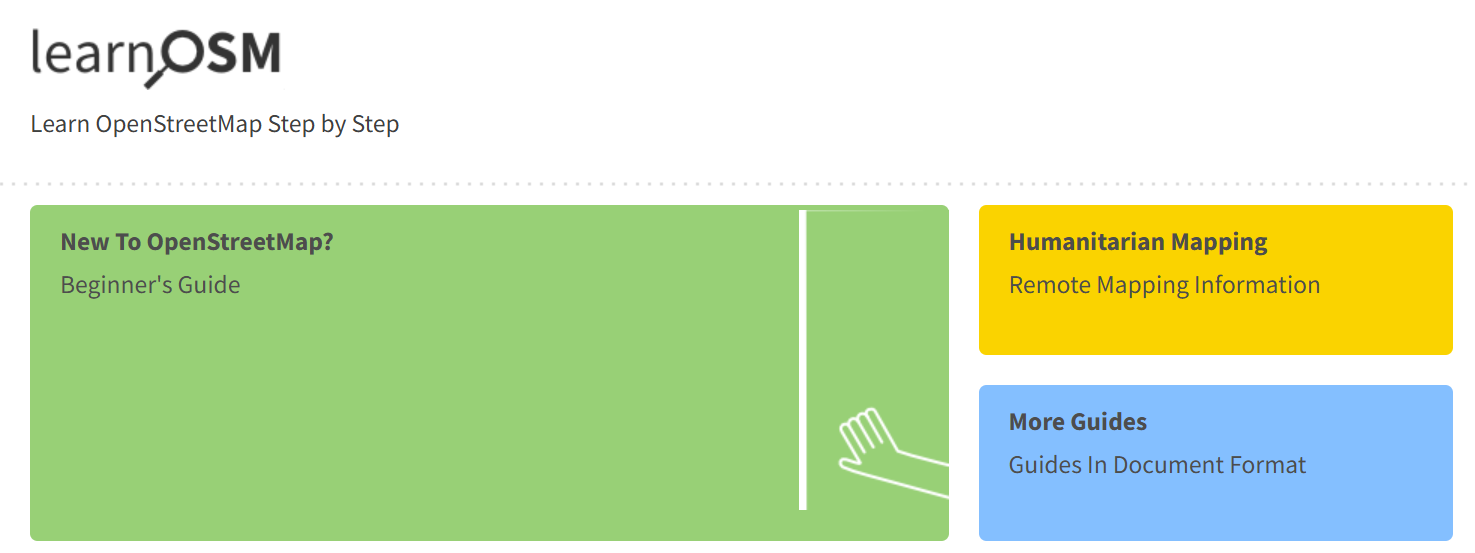 learnOSM
Learn OpenStreetMap Step by Step
New To OpenStreetMap?
Beginner's Guide
Humanitarian Mapping
Remote Mapping Information
More Guides
Guides In Document Format